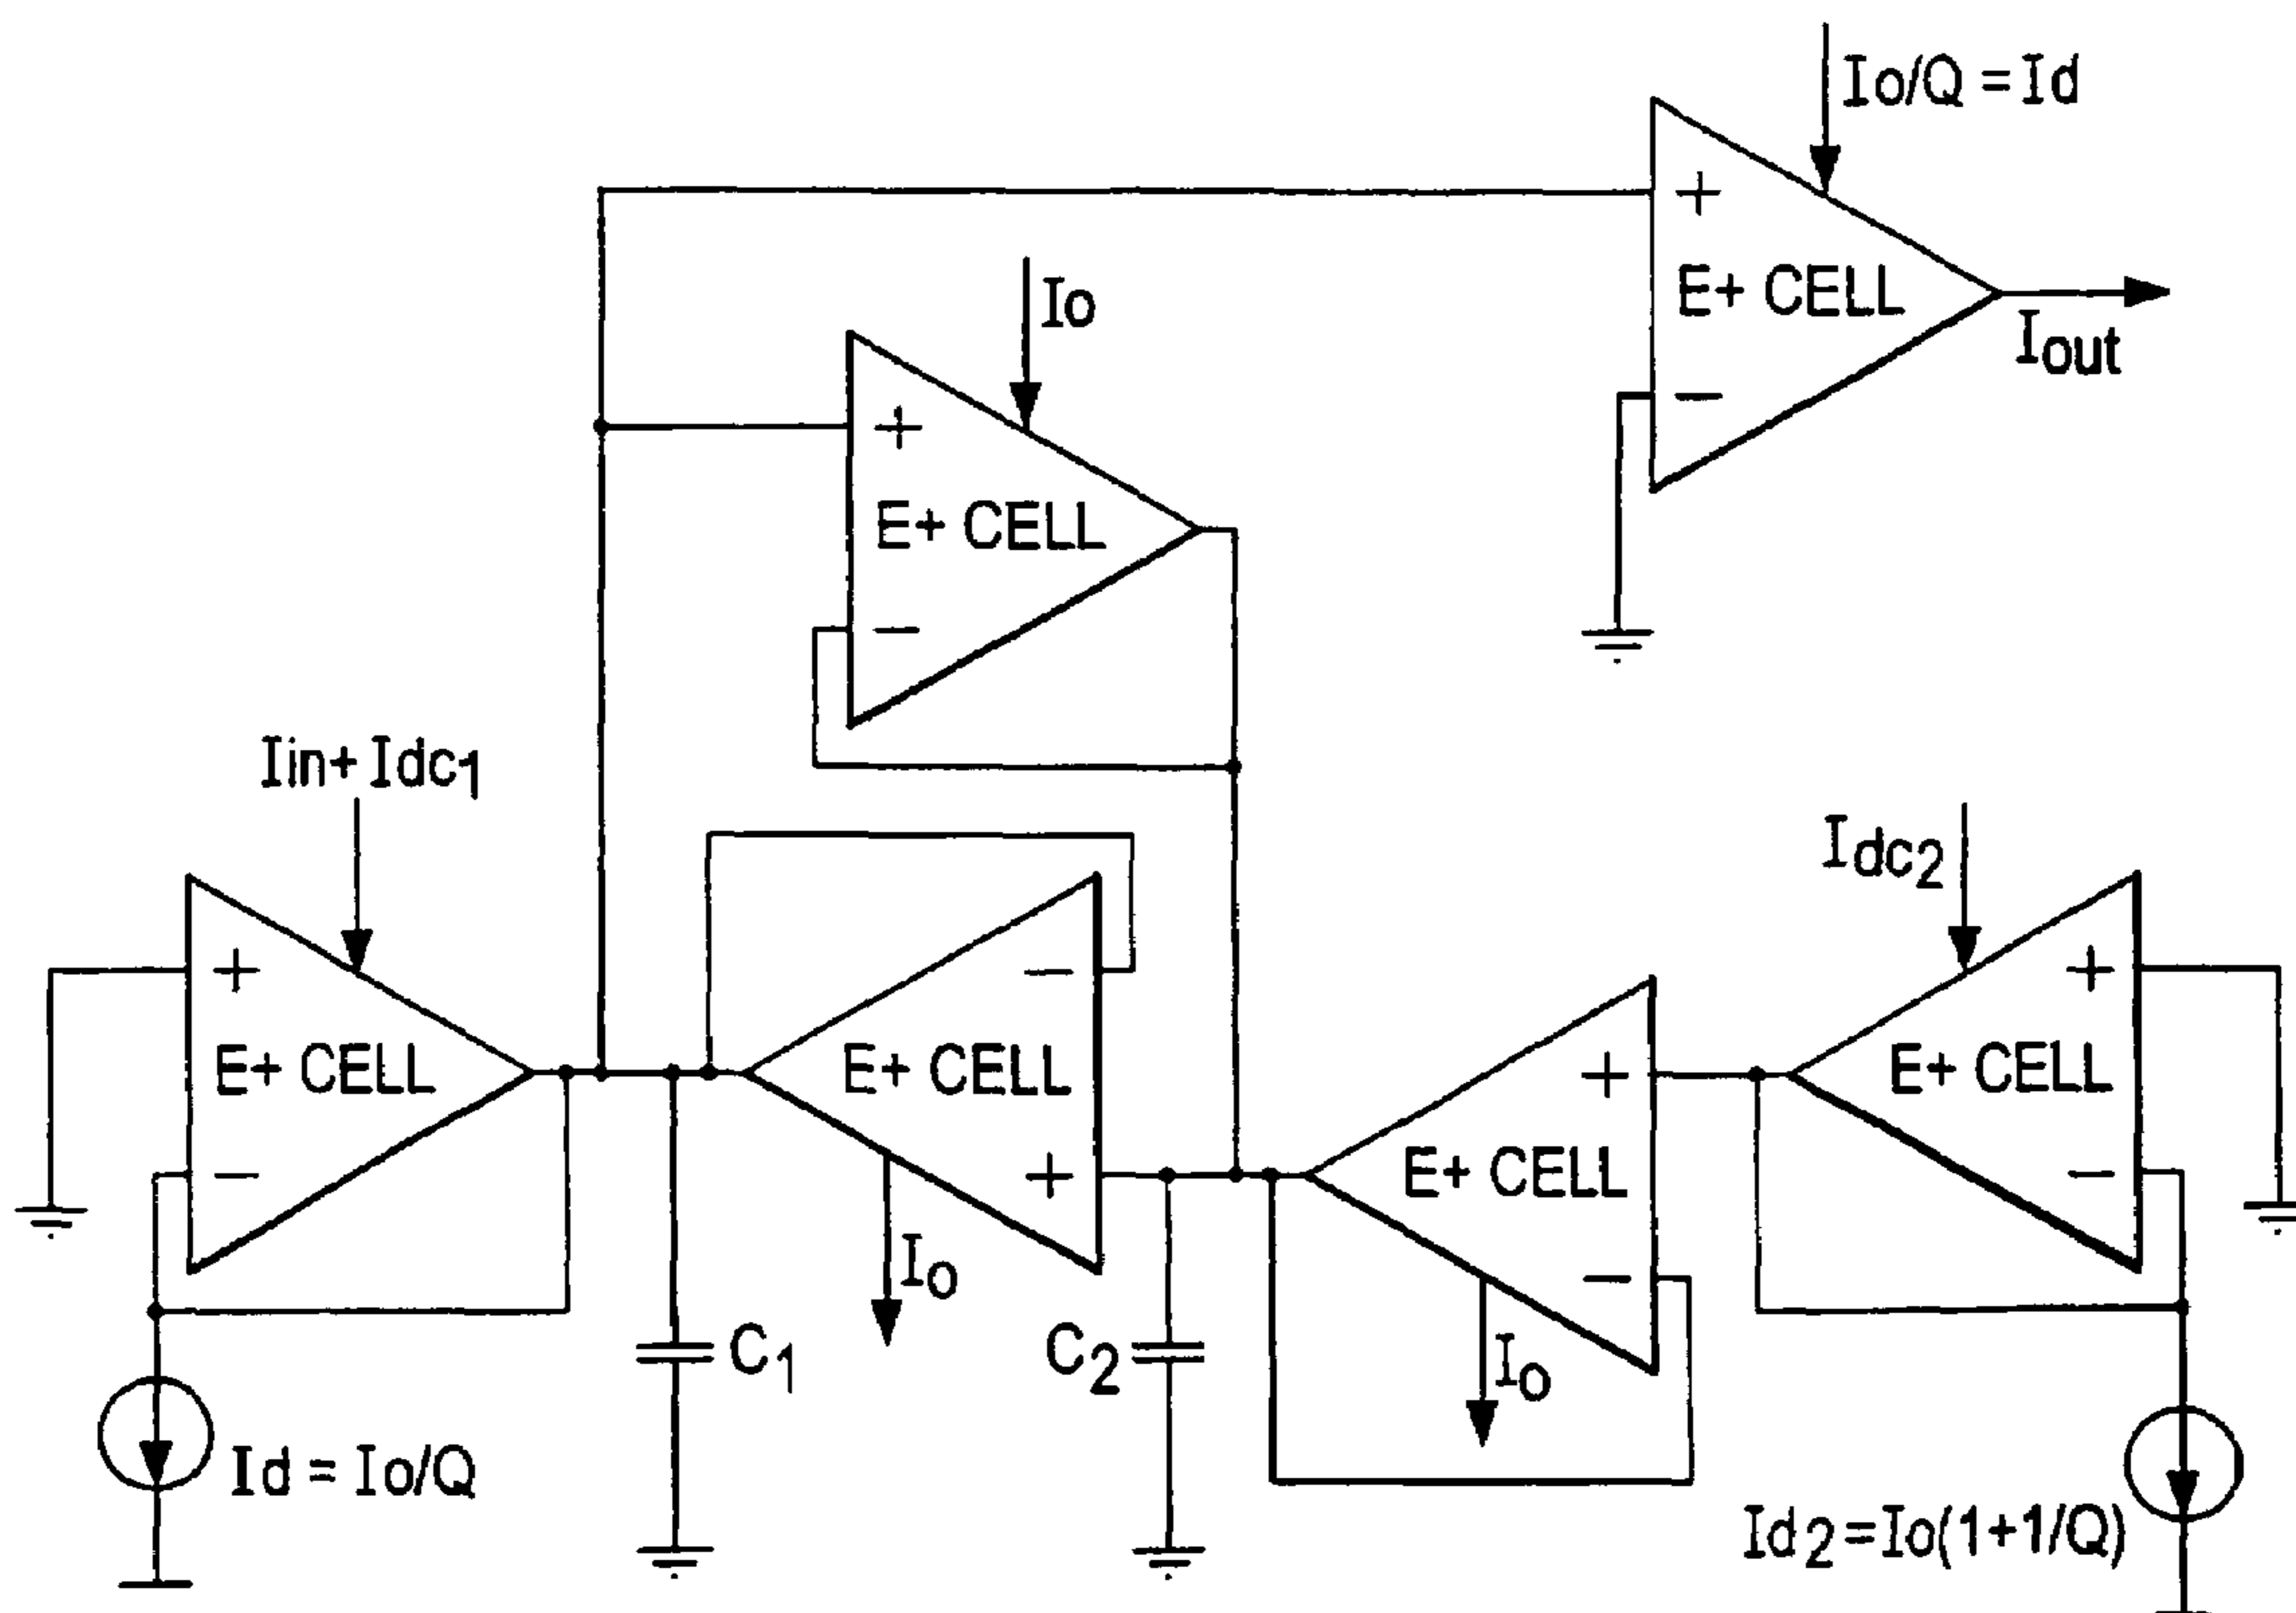 Io/Q = Id
+
E+ CELL
−
Iout
Io
+
E+ CELL
−
Iin+ Idc1
Idc2
+
E+ CELL
−
−
E+ CELL
+
+
E+ CELL
−
+
E+ CELL
−
Io
C1
C2
Io
Id = Io/Q
Id2=Io(1+1/Q)